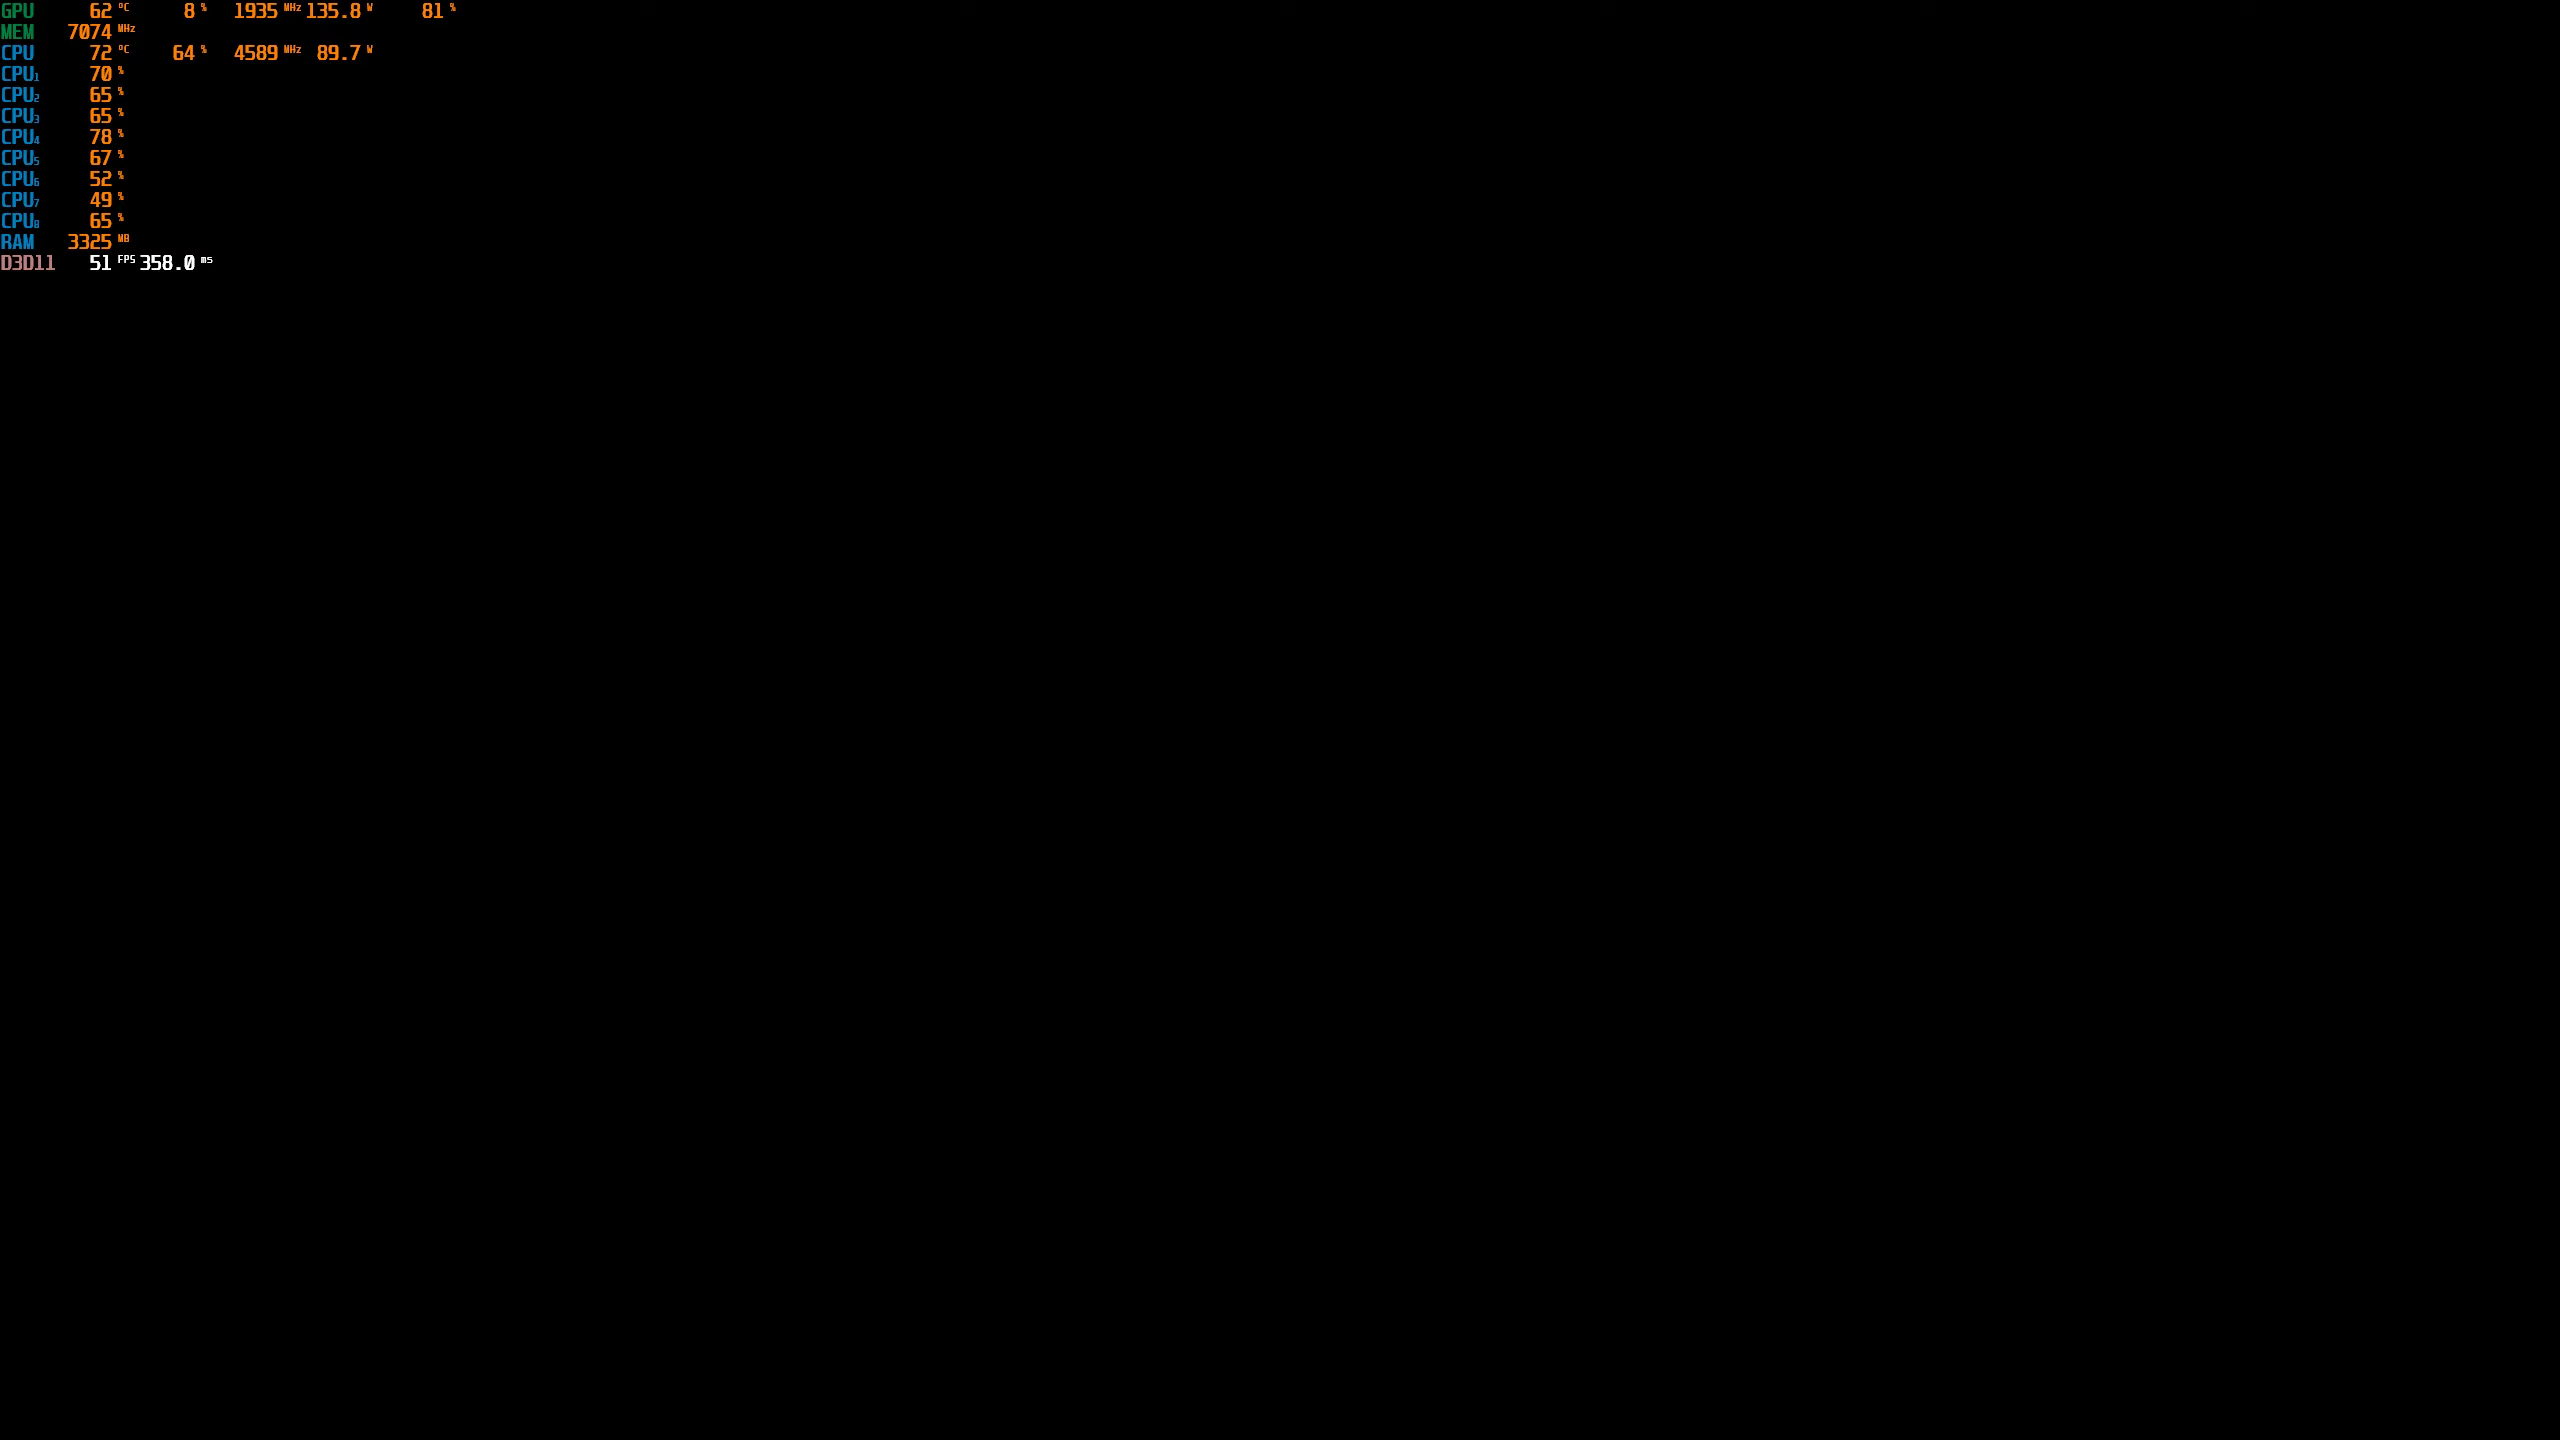 GPU 62 °C 8 % 1935 MHz 135.8 W 81 %
MEM 7074 MHz
CPU 72 °C 64 % 4589 MHz 89.7 W
CPU1 70 %
CPU2 65 %
CPU3 65 %
CPU4 78 %
CPU5 67 %
CPU6 52 %
CPU7 49 %
CPU8 65 %
RAM 3325 MB
D3D11 51 FPS 358.0 ms